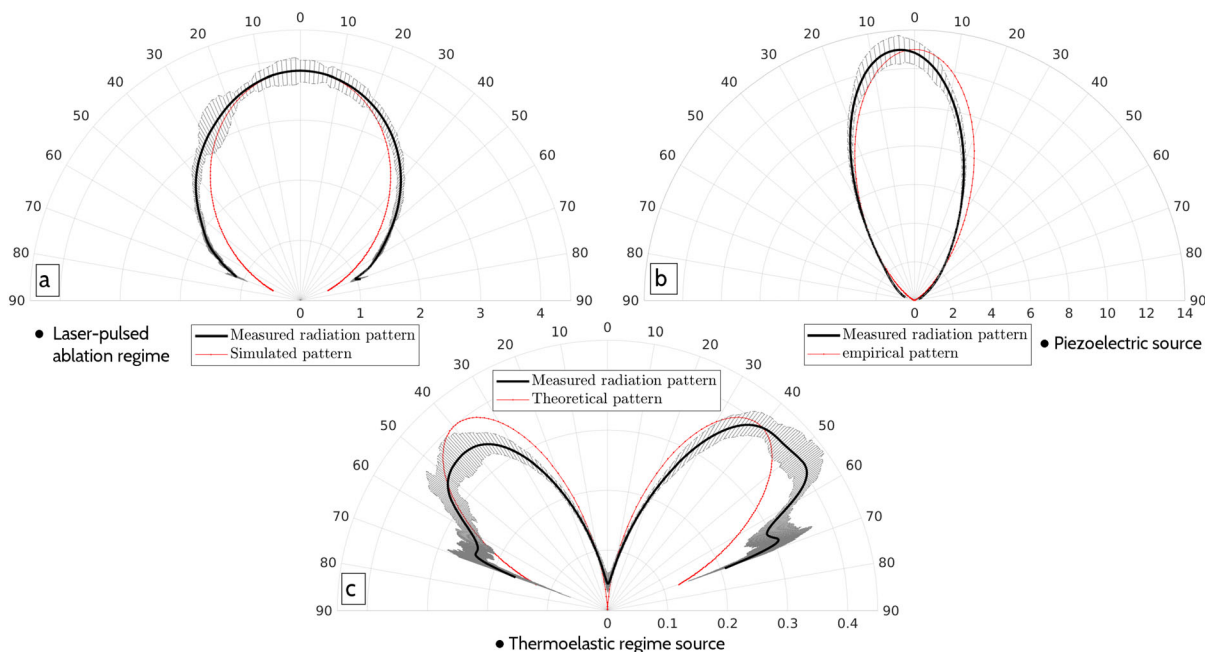 0
10 10
20 20
30 30
40 40
50 50
60 60
70 70
80 80
90
a
0 1 2 3 4
● Laser-pulsed
ablation regime
Measured radiation pattern
Simulated pattern
0
10 10
20 20
30 30
40 40
50 50
60 60
70 70
80 80
90
b
0 2 4 6 8 10 12 14
Measured radiation pattern
empirical pattern
● Piezoelectric source
0
10 10
20 20
30 30
Measured radiation pattern
Theoretical pattern
40 40
50 50
60 60
70 70
80 80
90 90
c
0 0.1 0.2 0.3 0.4
● Thermoelastic regime source